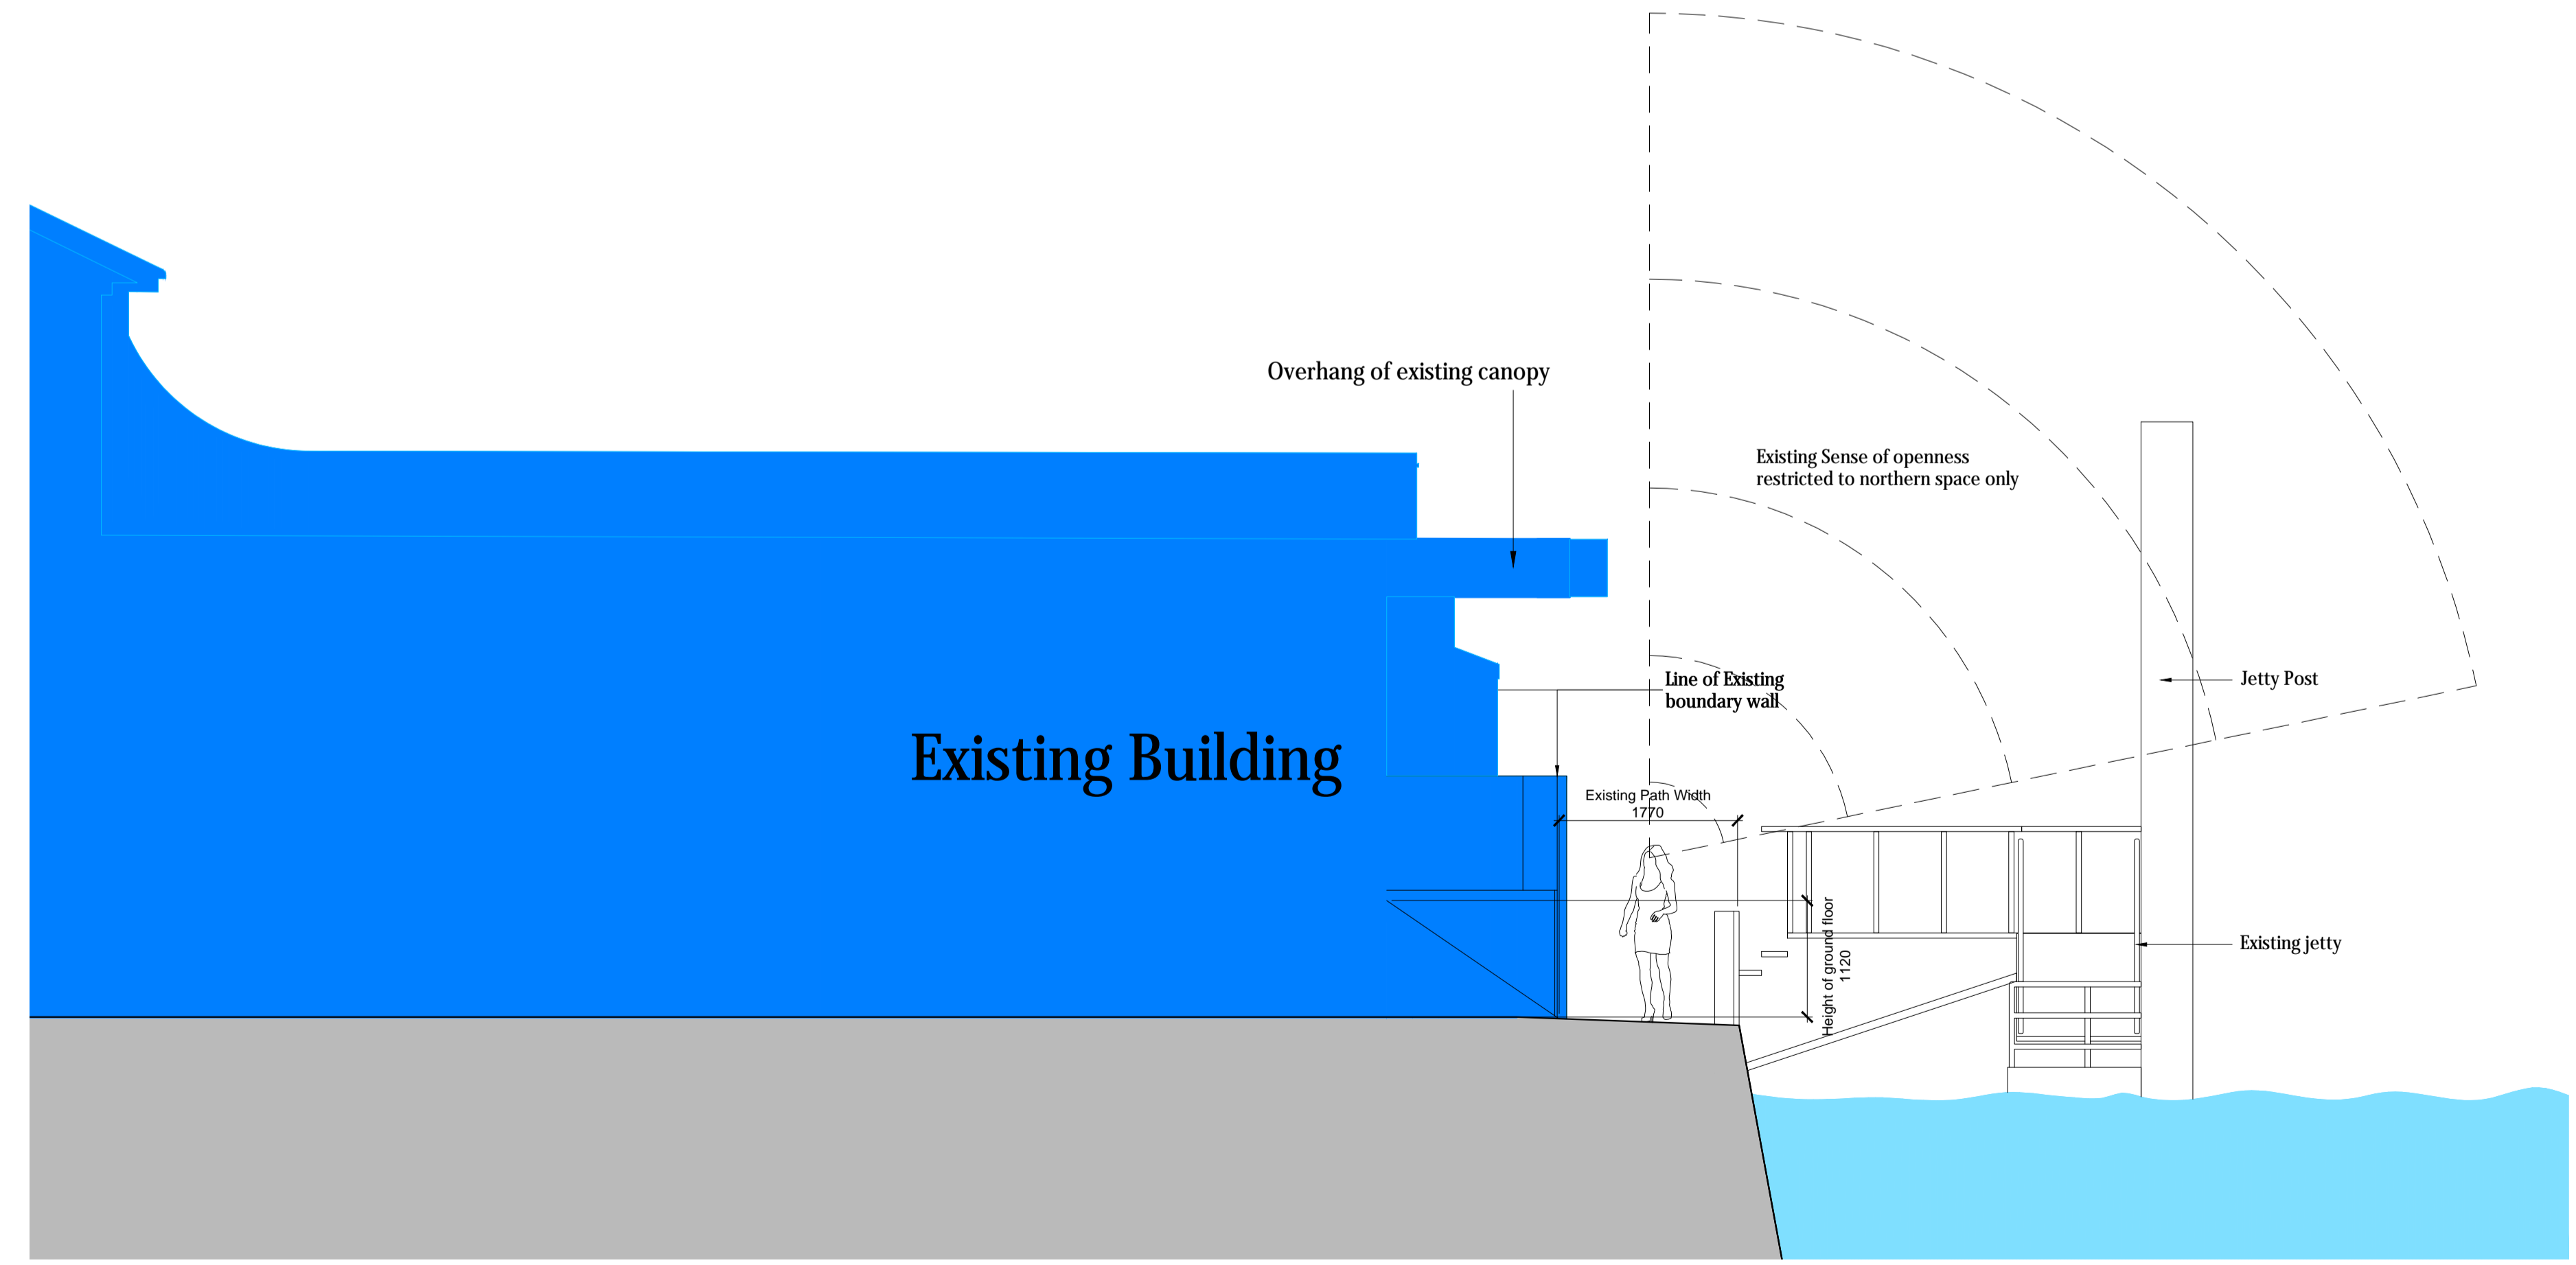 Overhang of existing canopy
Existing Sense of openness
restricted to northern space only
Line of Existing
boundary wall
Jetty Post
Existing Building
Existing Path Width
1770
Height of ground floor
1120
Existing jetty